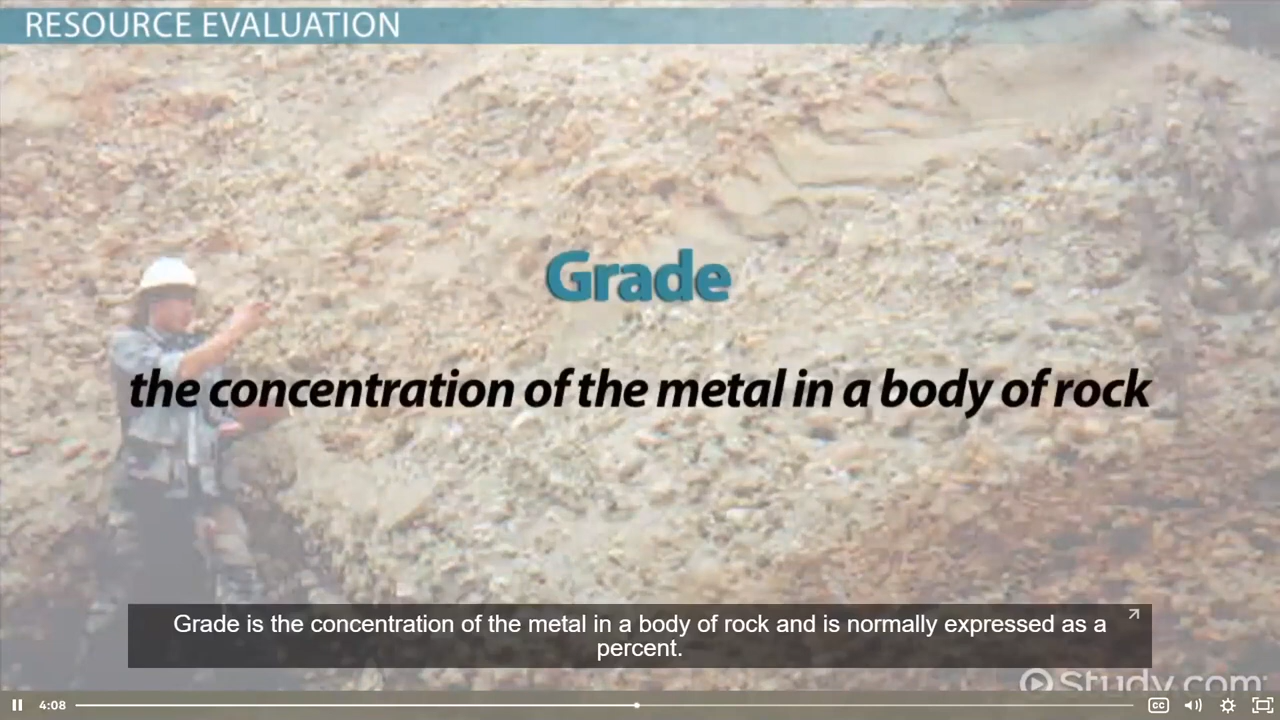 RESOURCE EVALUATION
Grade
the concentration of the metal in a body of rock
Grade is the concentration of the metal in a body of rock and is normally expressed as a
percent.
Study.com
4:08
CC